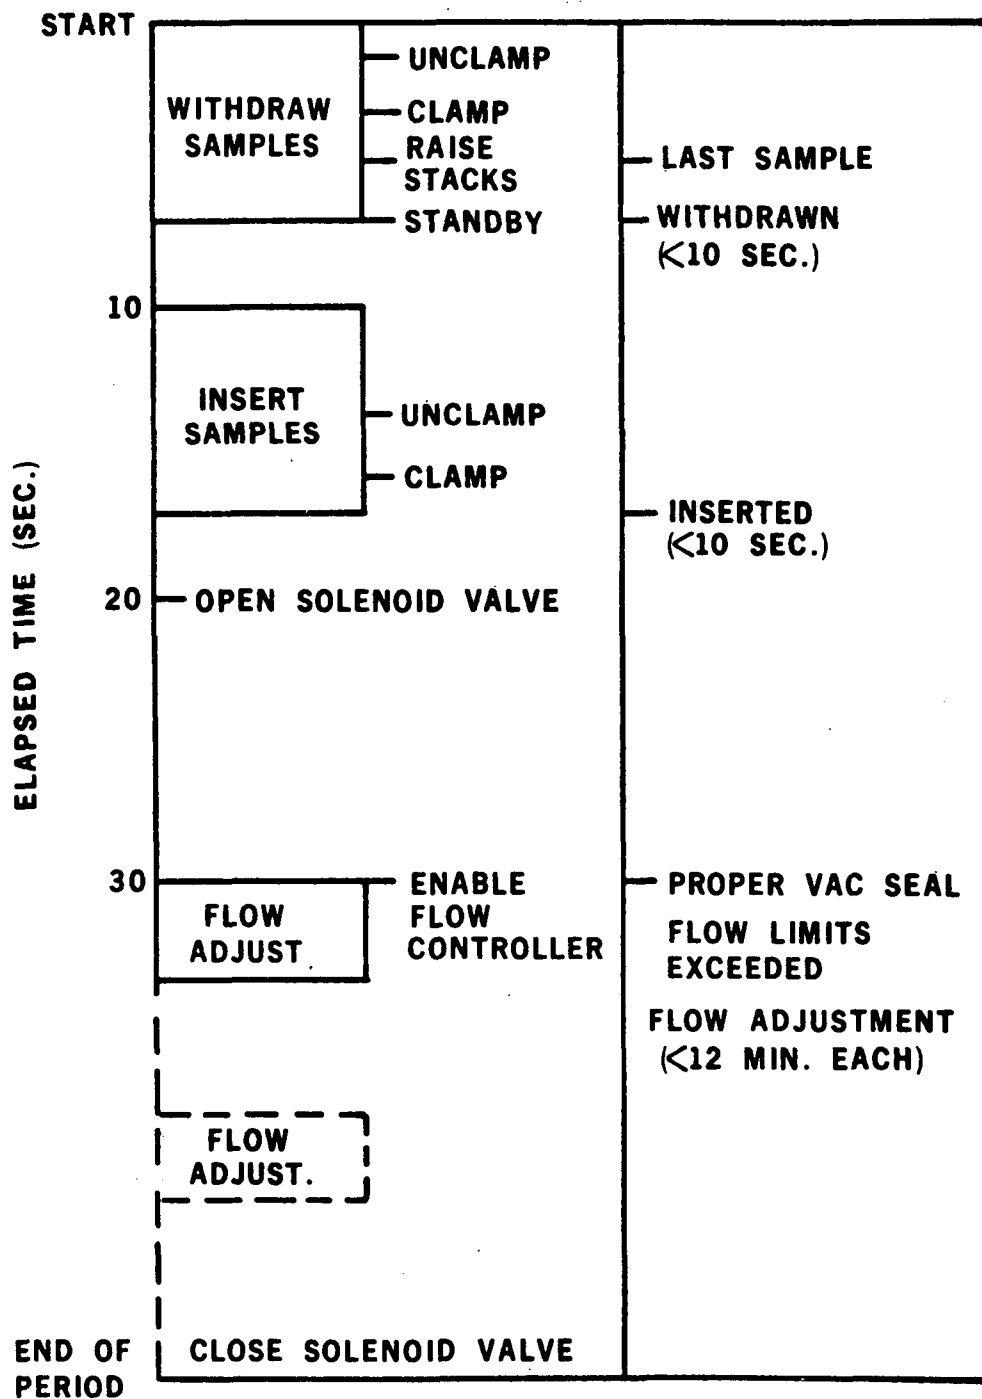 START
UNCLAMP
WITHDRAW
SAMPLES
CLAMP
RAISE
STACKS
STANDBY
LAST SAMPLE
WITHDRAWN
(<10 SEC.)
10
INSERT
SAMPLES
UNCLAMP
CLAMP
INSERTED
(<10 SEC.)
ELAPSED TIME (SEC.)
20
OPEN SOLENOID VALVE
30
FLOW
ADJUST
ENABLE
FLOW
CONTROLLER
PROPER VAC SEAL
FLOW LIMITS
EXCEEDED
FLOW ADJUSTMENT
(<12 MIN. EACH)
FLOW
ADJUST.
END OF
PERIOD
CLOSE SOLENOID VALVE